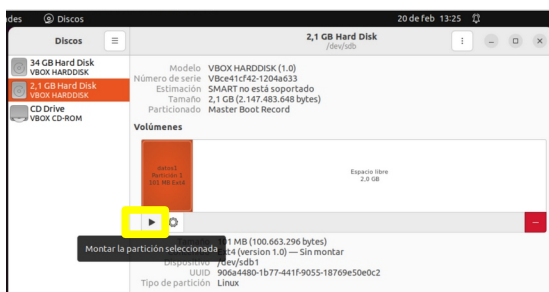 des Discos 20 de feb 13:25
Discos
2,1 GB Hard Disk
/dev/sdb
34 GB Hard Disk
VBOX HARDDISK
2,1 GB Hard Disk
VBOX HARDDISK
CD Drive
VBOX CD-ROM
Modelo VBOX HARDDISK (1.0)
Número de serie VBce41cf42-1204a633
Estimación SMART no está soportado
Tamaño 2,1 GB (2.147.483.648 bytes)
Particionado Master Boot Record
Volúmenes
datos1
Partición 1
101 MB Ext4
Espacio libre
2,0 GB
Montar la partición seleccionada
101 MB (100.663.296 bytes)
Ext4 (version 1.0) — Sin montar
Dispositivo /dev/sdb1
UUID 906a4480-1b77-441f-9055-18769e50e0c2
Tipo de partición Linux